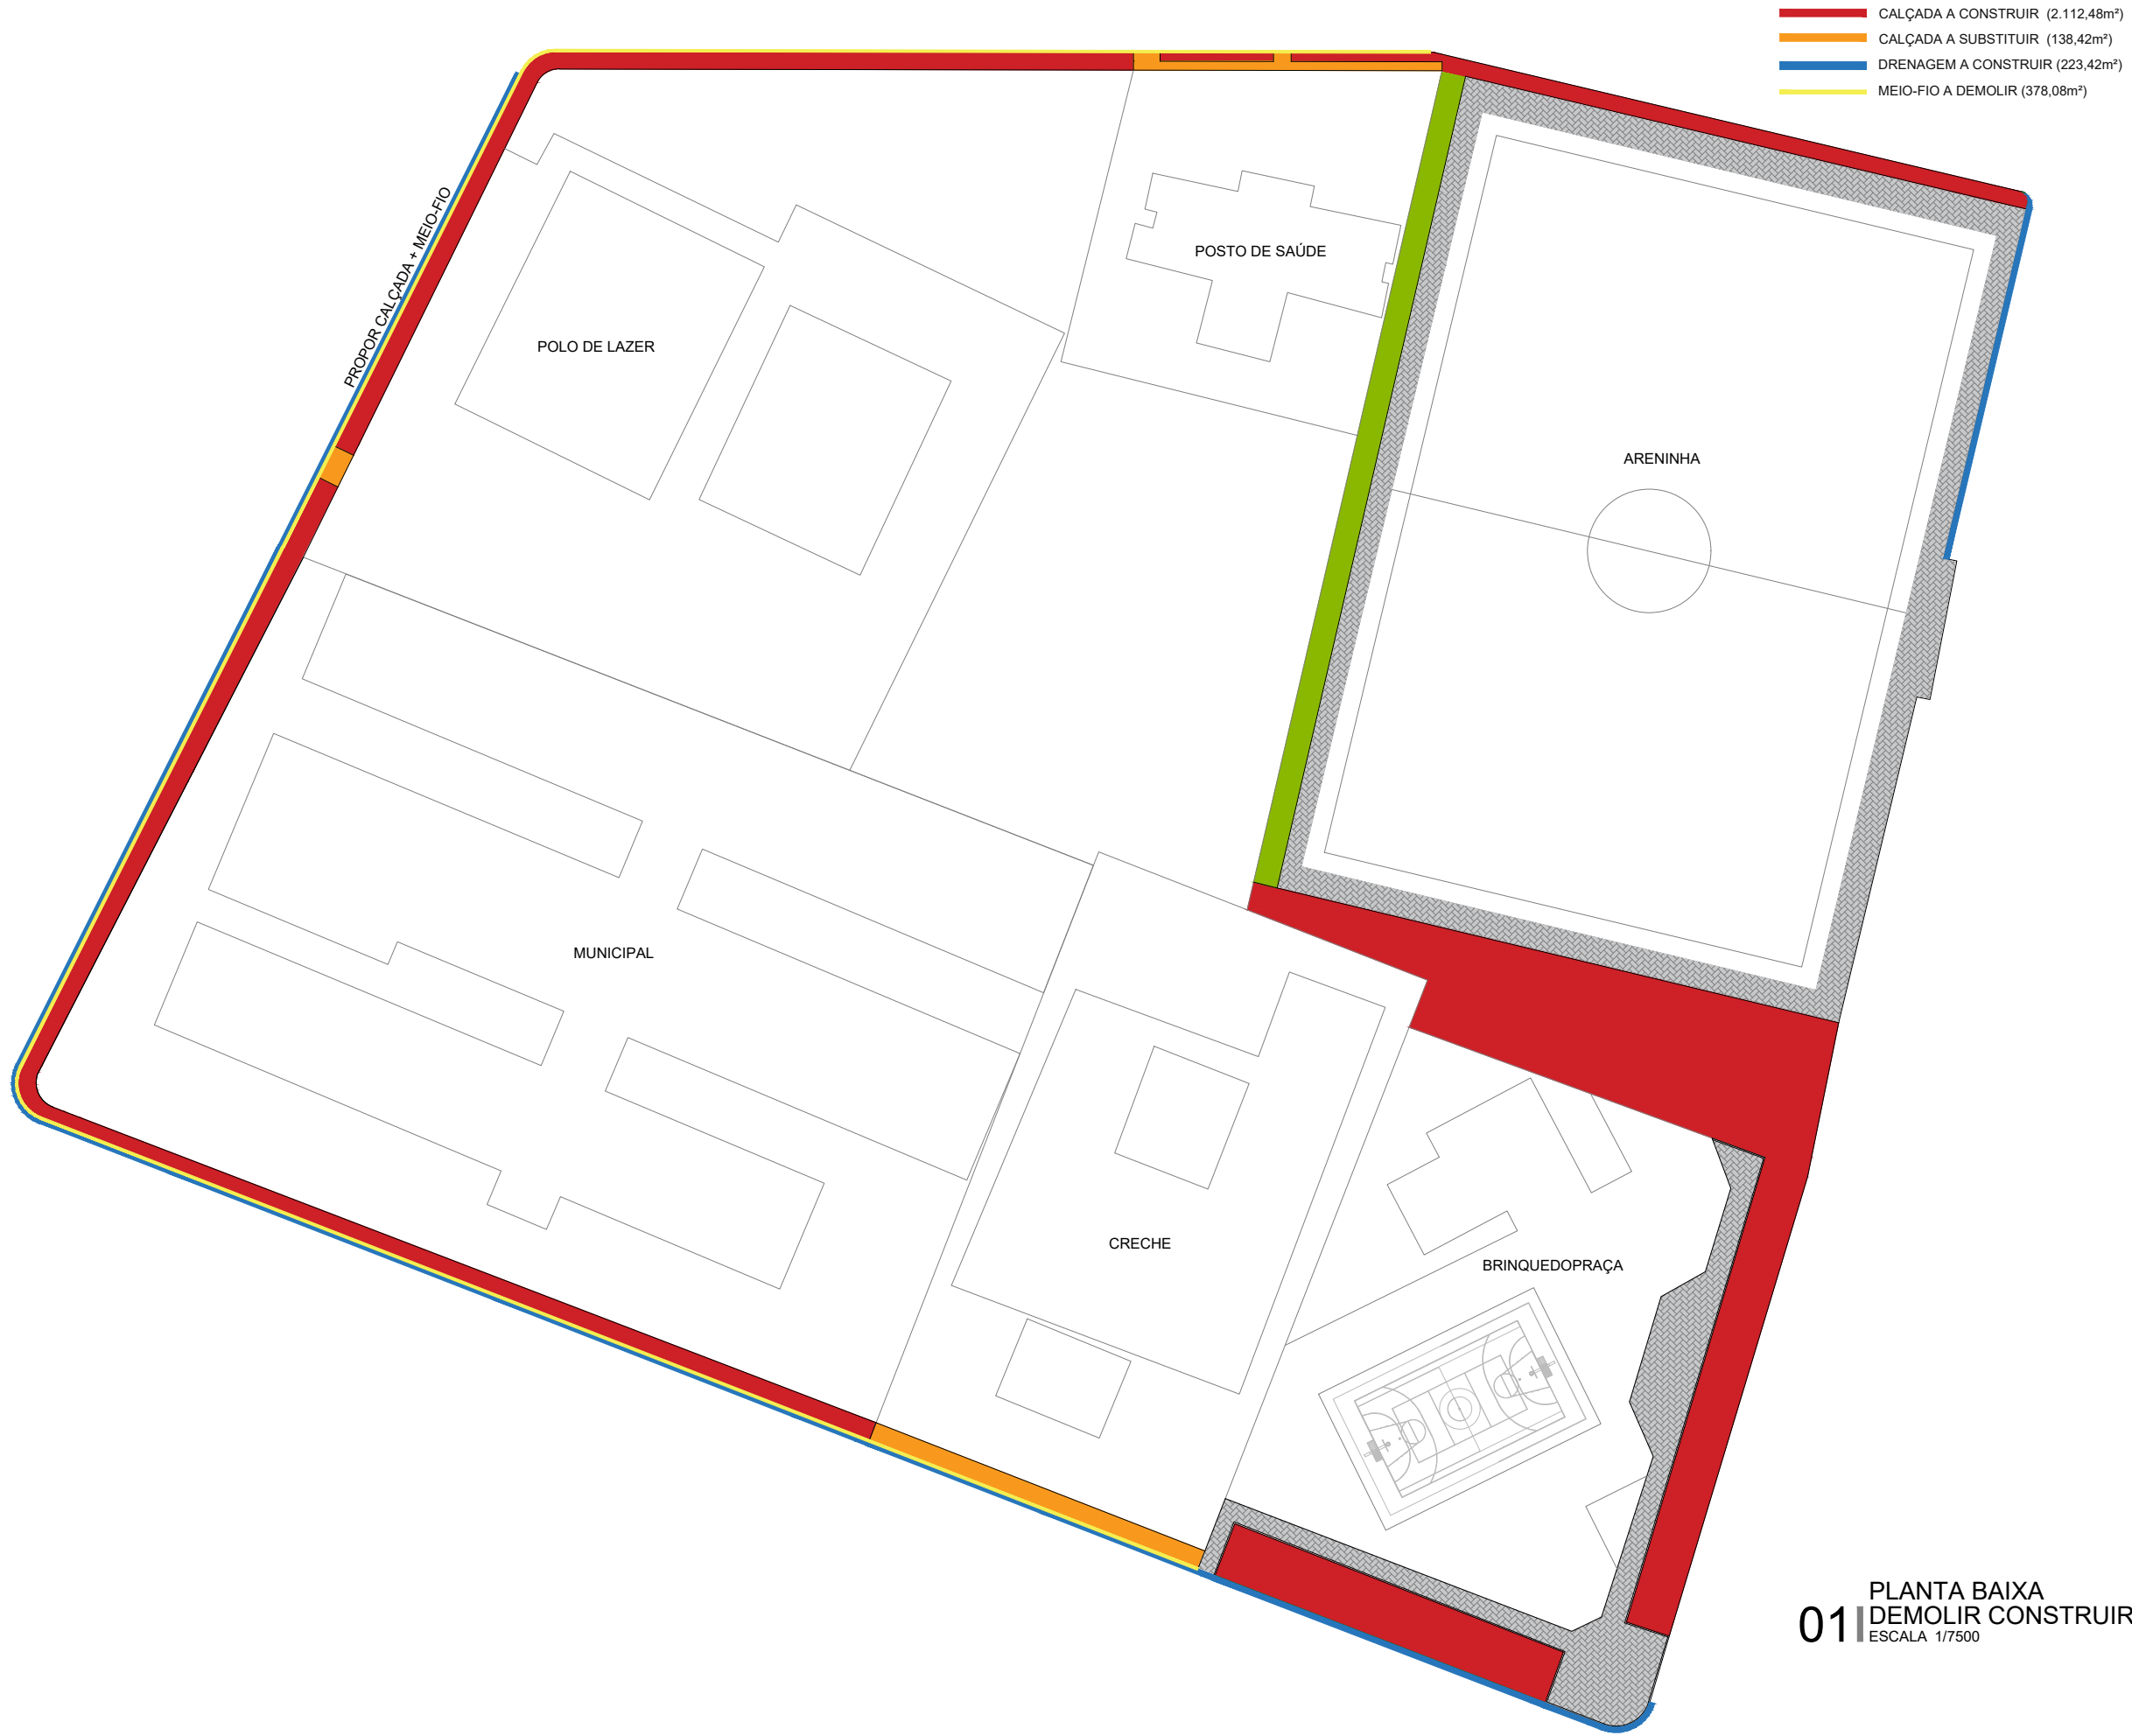 CALÇADA A CONSTRUIR (2.112,48m²)
CALÇADA A SUBSTITUIR (138,42m²)
DRENAGEM A CONSTRUIR (223,42m²)
MEIO-FIO A DEMOLIR (378,08m²)
PROPOR CALÇADA + MEIO-FIO
POSTO DE SAÚDE
POLO DE LAZER
ARENINHA
MUNICIPAL
CRECHE
BRINQUEDOPRAÇA
01
PLANTA BAIXA
DEMOLIR CONSTRUIR
ESCALA 1/7500